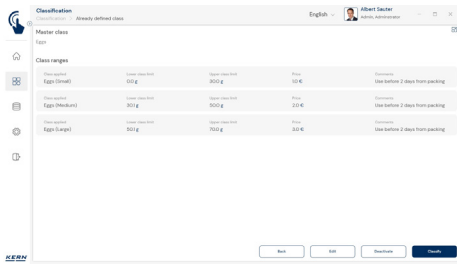 Classification
Classification / Already defined class
English
Albert Sauter
Admin, Administrator
Master class
Eggs
Class ranges
Class applied Lower class limit Upper class limit Price Comments
Eggs (Small) 0.0 g 30.0 g 1.0 € Use before 2 days from packing
Class applied Lower class limit Upper class limit Price Comments
Eggs (Medium) 30.1 g 50.0 g 2.0 € Use before 2 days from packing
Class applied Lower class limit Upper class limit Price Comments
Eggs (Large) 50.1 g 70.0 g 3.0 € Use before 2 days from packing
Back Edit Deactivate Classify
KERN